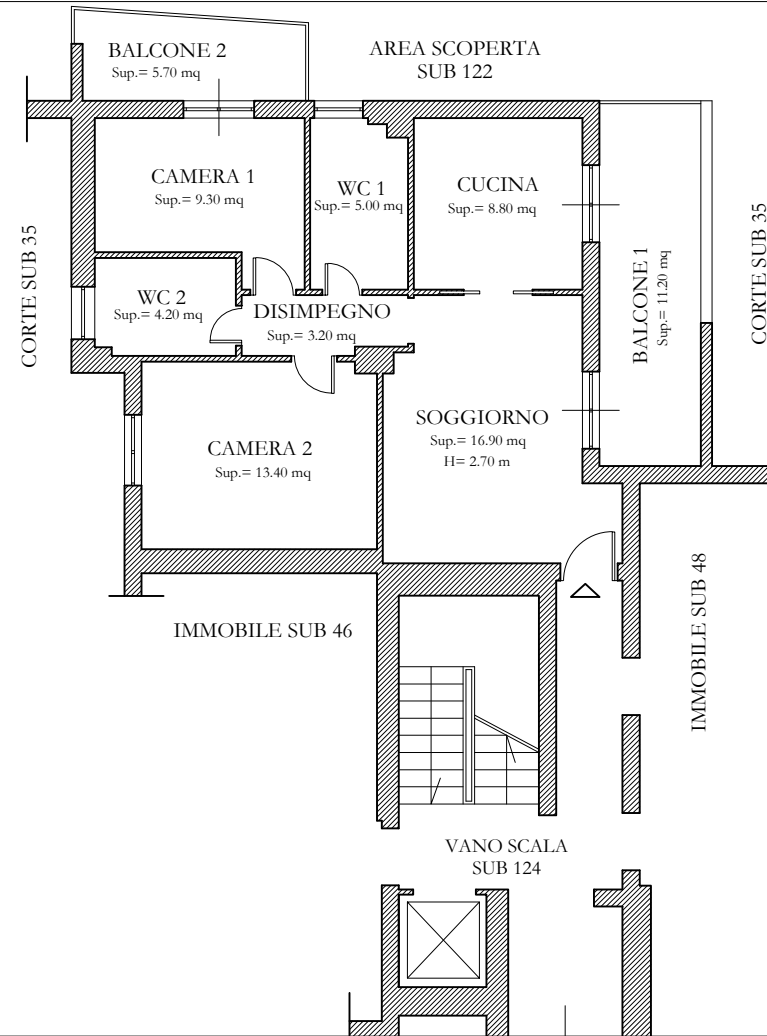 BALCONE 2
Sup.= 5.70 mq
AREA SCOPERTA
SUB 122
CAMERA 1
Sup.= 9.30 mq
WC 1
Sup.= 5.00 mq
CUCINA
Sup.= 8.80 mq
CORTE SUB 35
WC 2
Sup.= 4.20 mq
DISIMPEGNO
Sup.= 3.20 mq
BALCONE 1
Sup.= 11.20 mq
CORTE SUB 35
CAMERA 2
Sup.= 13.40 mq
SOGGIORNO
Sup.= 16.90 mq
H= 2.70 m
IMMOBILE SUB 46
IMMOBILE SUB 48
VANO SCALA
SUB 124